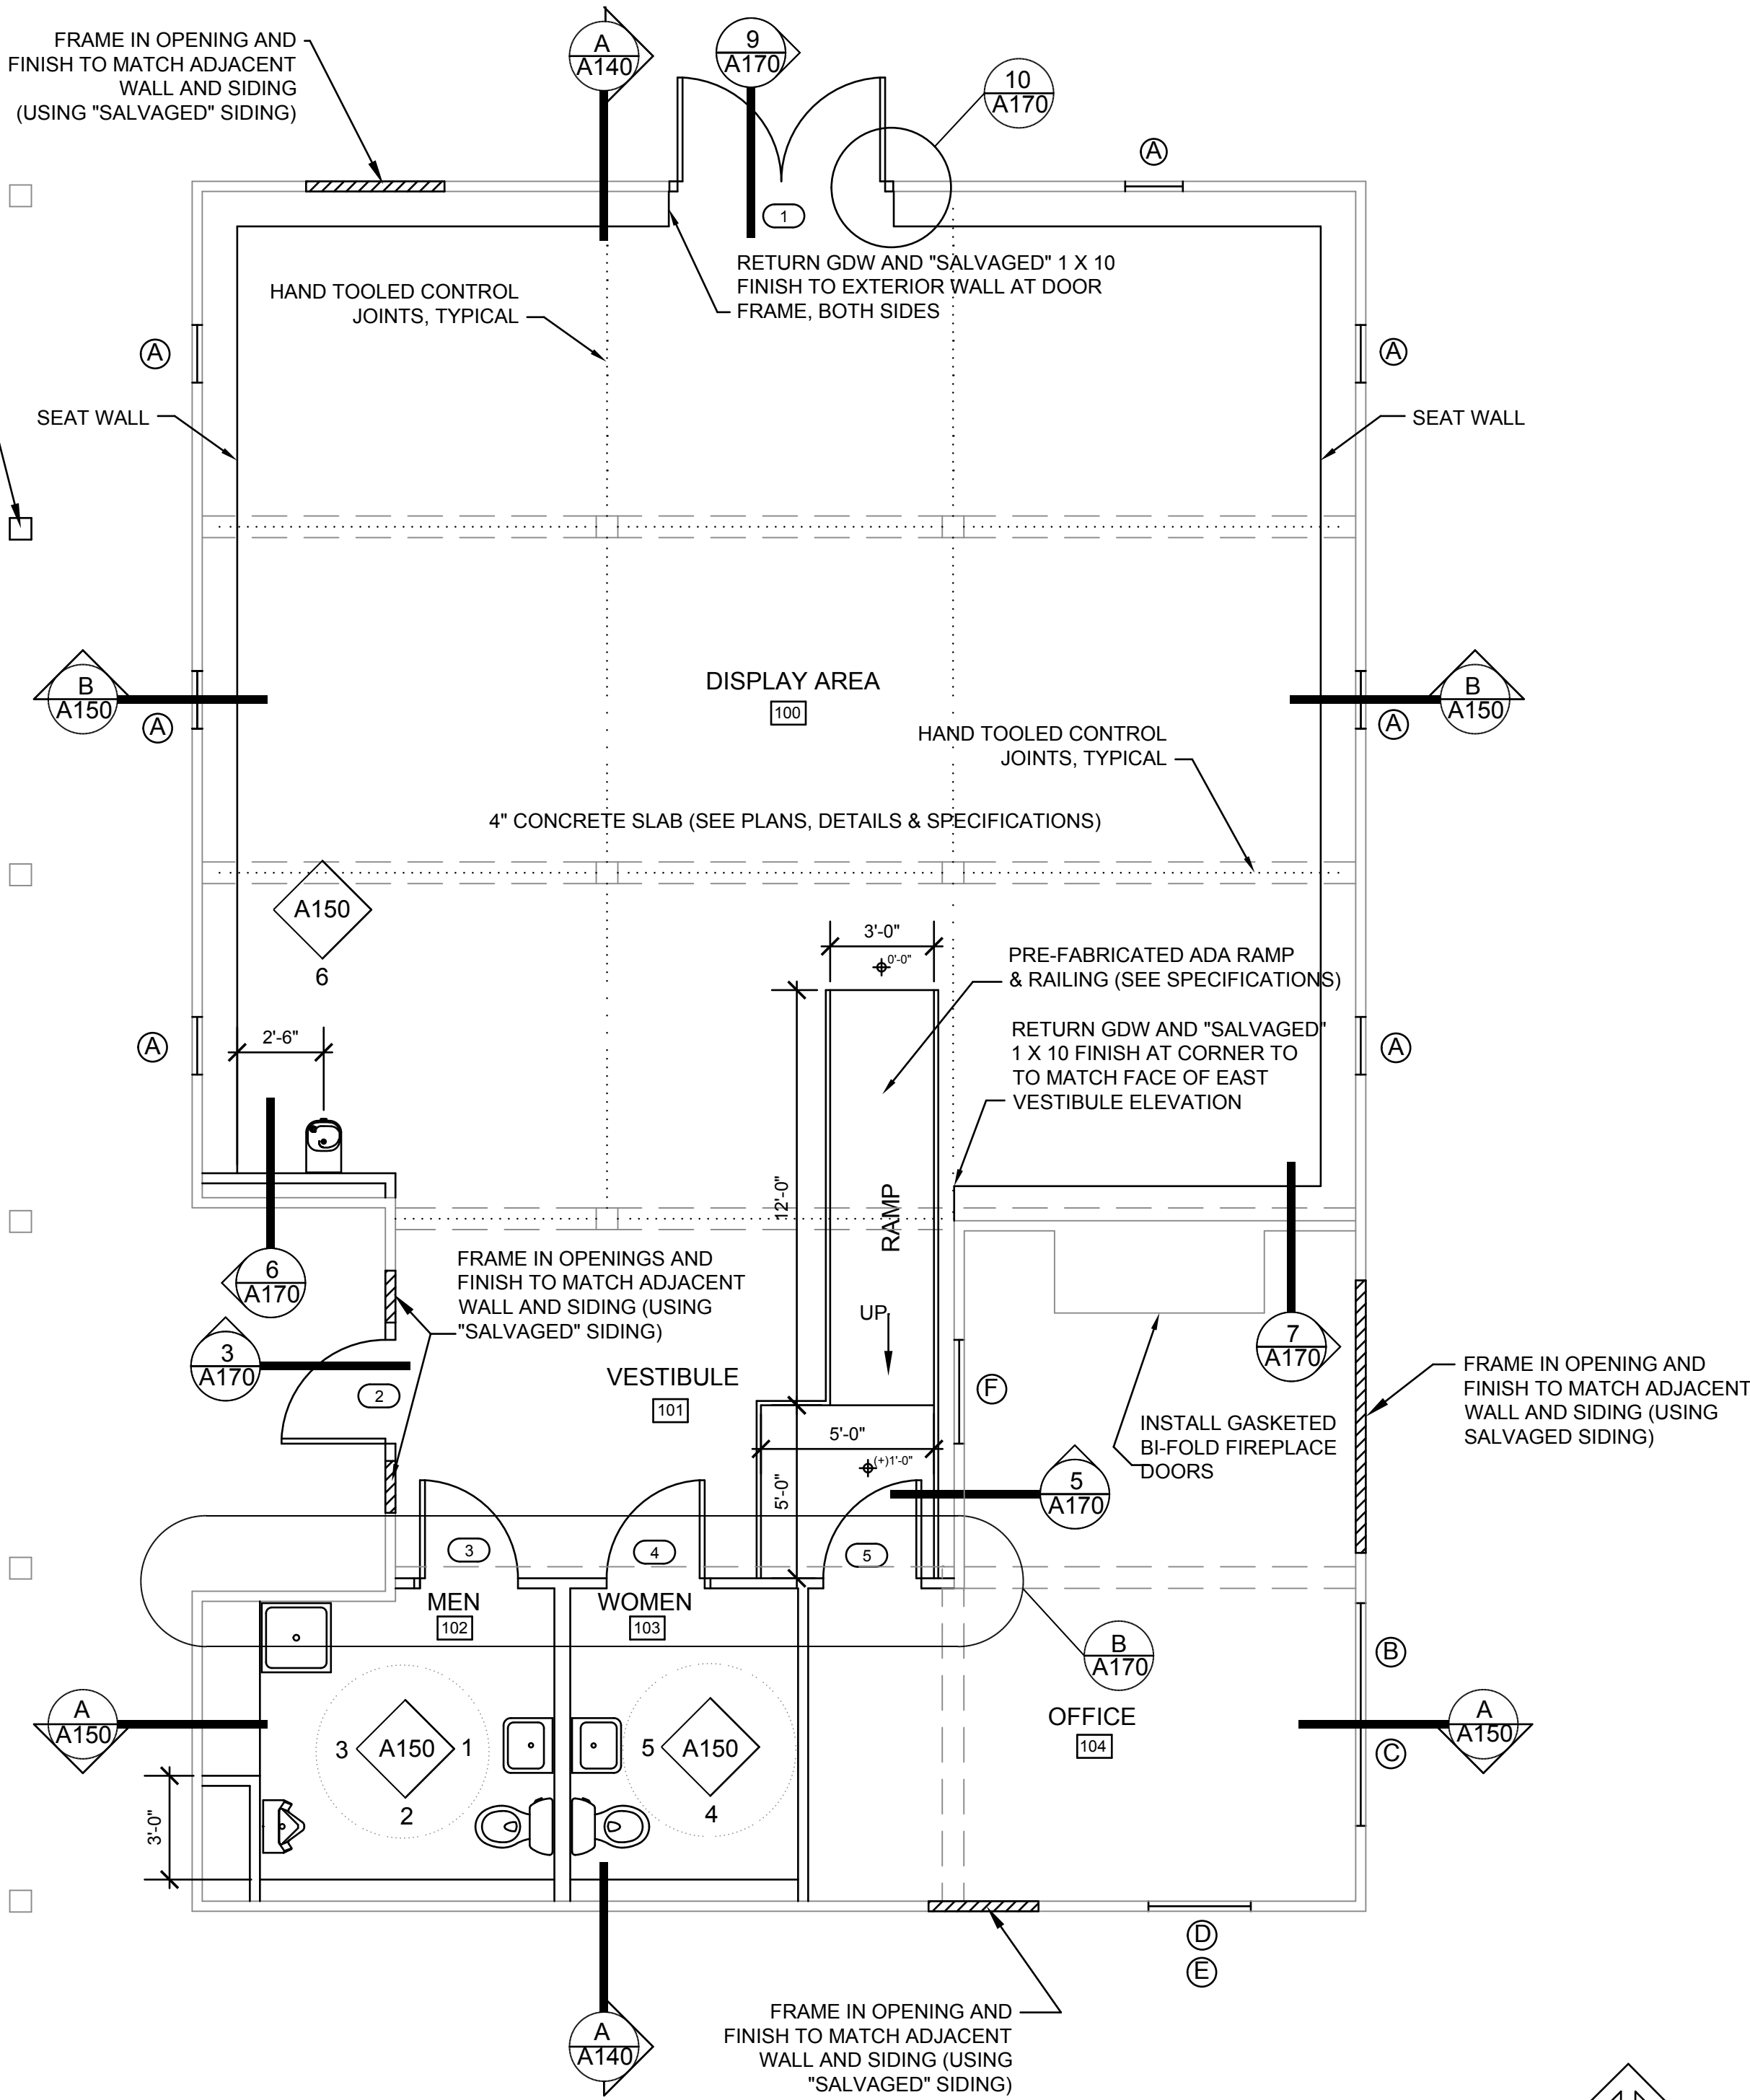 FRAME IN OPENING AND
FINISH TO MATCH ADJACENT
WALL AND SIDING
(USING "SALVAGED" SIDING)
A
A140
9
A170
10
A170
A
1
RETURN GDW AND "SALVAGED" 1 X 10
FINISH TO EXTERIOR WALL AT DOOR
FRAME, BOTH SIDES
HAND TOOLED CONTROL
JOINTS, TYPICAL
A
A
SEAT WALL
SEAT WALL
B
A150
A
DISPLAY AREA
100
B
A150
A
HAND TOOLED CONTROL
JOINTS, TYPICAL
4" CONCRETE SLAB (SEE PLANS, DETAILS & SPECIFICATIONS)
A150
6
3'-0"
0'-0"
PRE-FABRICATED ADA RAMP
& RAILING (SEE SPECIFICATIONS)
A
2'-6"
RETURN GDW AND "SALVAGED"
1 X 10 FINISH AT CORNER TO
TO MATCH FACE OF EAST
VESTIBULE ELEVATION
A
12'-0"
RAMP
UP
6
A170
FRAME IN OPENINGS AND
FINISH TO MATCH ADJACENT
WALL AND SIDING (USING
"SALVAGED" SIDING)
3
A170
2
VESTIBULE
101
F
7
A170
FRAME IN OPENING AND
FINISH TO MATCH ADJACENT
WALL AND SIDING (USING
SALVAGED SIDING)
INSTALL GASKETED
BI-FOLD FIREPLACE
DOORS
5'-0"
(+)1'-0"
5'-0"
5
A170
3
4
5
MEN
102
WOMEN
103
B
A170
B
A
A150
3
A150
1
2
5
A150
4
OFFICE
104
A
A150
C
3'-0"
D
E
A
A140
FRAME IN OPENING AND
FINISH TO MATCH ADJACENT
WALL AND SIDING (USING
"SALVAGED" SIDING)